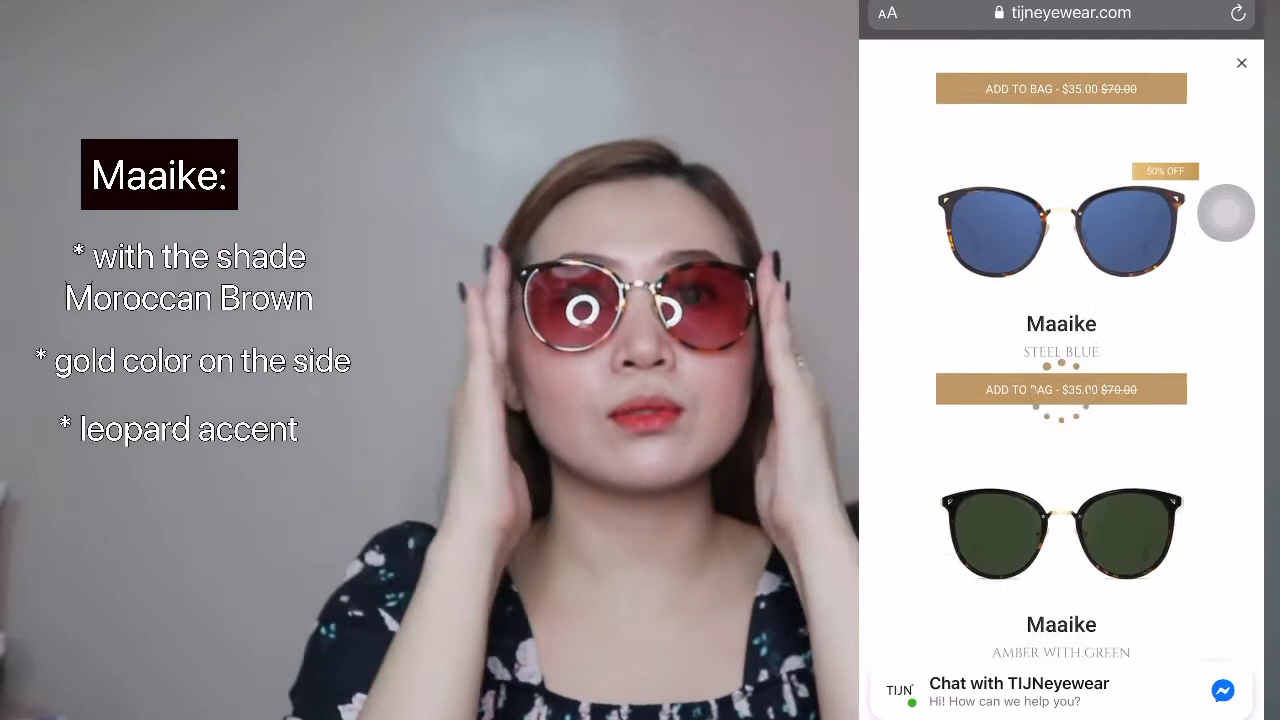 Maaike:
* with the shade
Moroccan Brown
* gold color on the side
* leopard accent
AA
tijneyewear.com
ADD TO BAG - $35.00 $70.00
50% OFF
Maaike
STEEL BLUE
ADD TO BAG - $35.00 $70.00
Maaike
AMBER WITH GREEN
TIJN
Chat with TIJNeyewear
Hi! How can we help you?